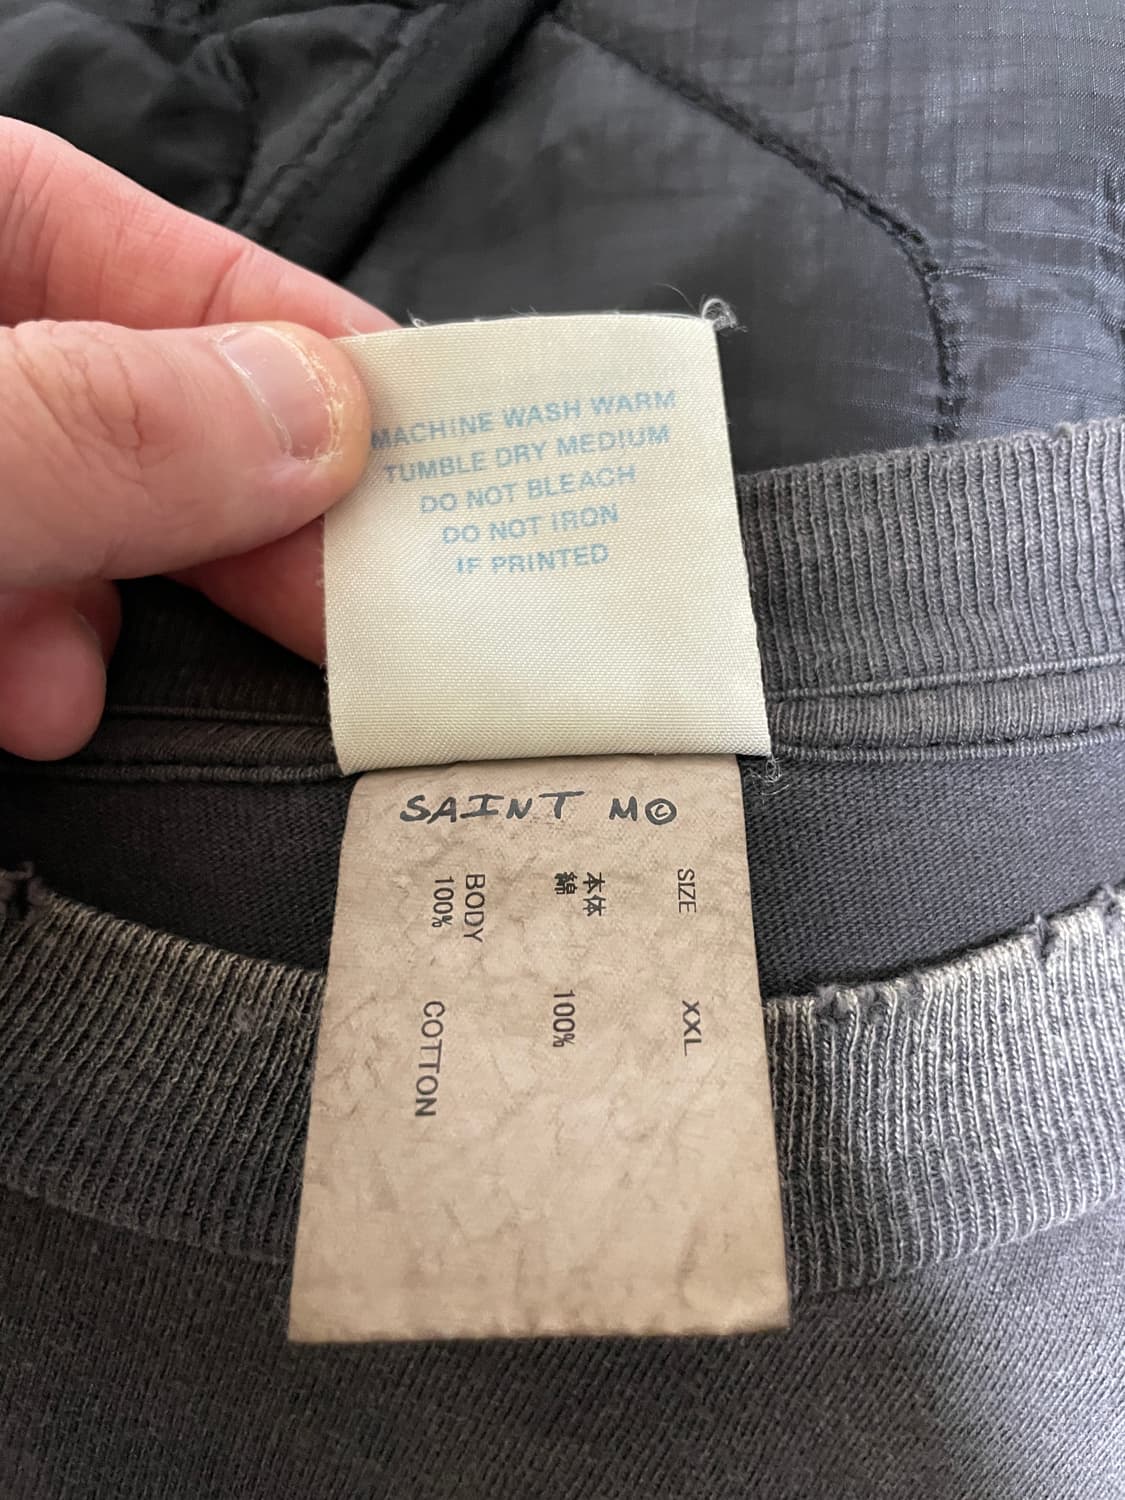 MACHINE WASH WARM
TUMBLE DRY MEDIUM
DO NOT BLEACH
DO NOT IRON
IF PRINTED
SAINT M©
SIZE XXL
本体
綿 100%
BODY
100% COTTON